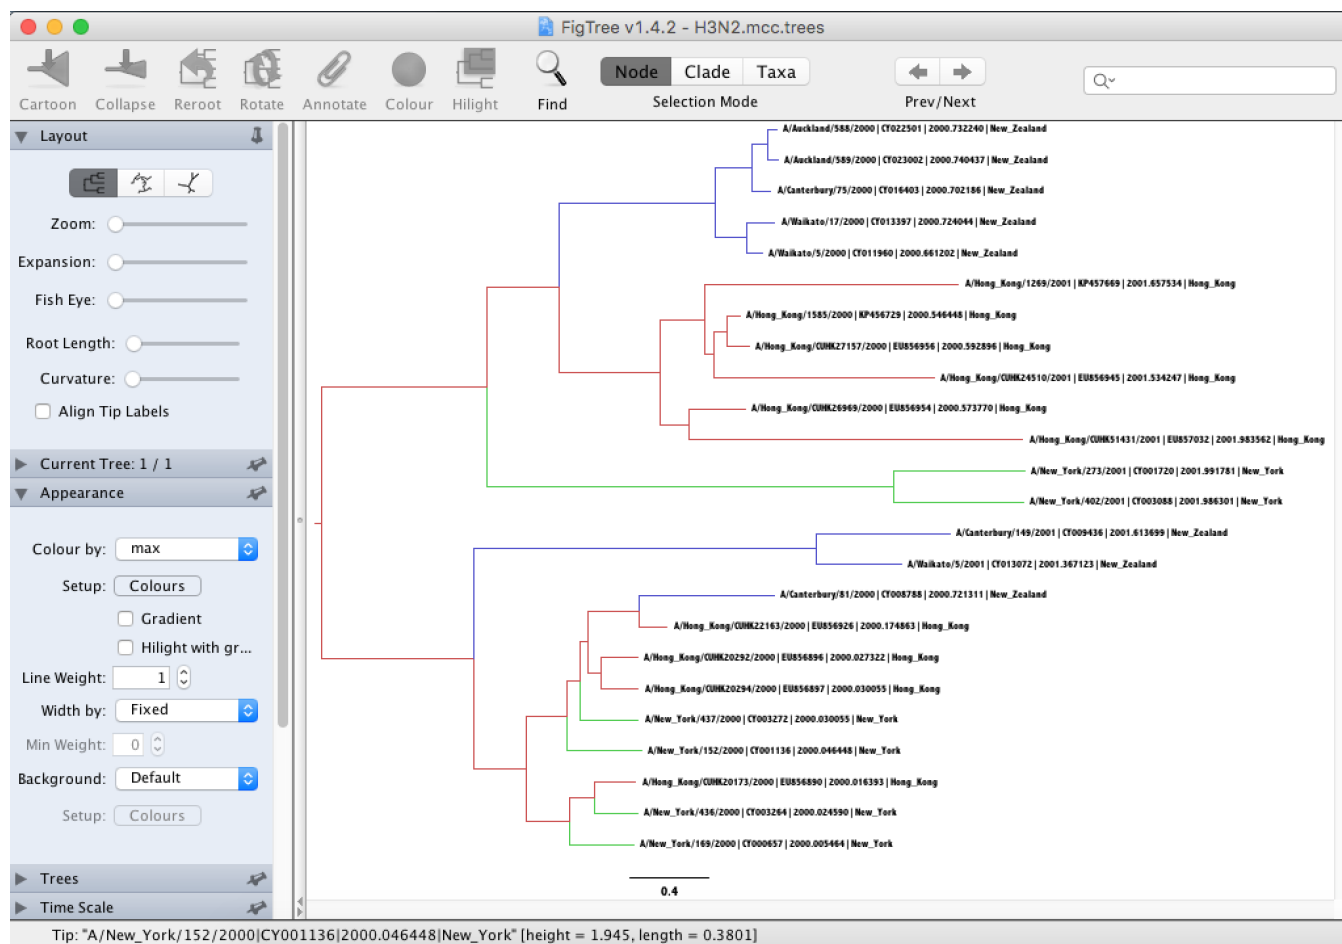 FigTree v1.4.2 - H3N2.mcc.trees
Cartoon Collapse Reroot Rotate Annotate Colour Hilight Find
Node Clade Taxa
Selection Mode
Prev/Next
Layout
Zoom:
Expansion:
Fish Eye:
Root Length:
Curvature:
Align Tip Labels
Current Tree: 1 / 1
Appearance
Colour by: max
Setup: Colours
Gradient
Hilight with gr...
Line Weight: 1
Width by: Fixed
Min Weight: 0
Background: Default
Setup: Colours
Trees
Time Scale
A/Auckland/588/2000|CY022501|2000.732240|New_Zealand
A/Auckland/589/2000|CY023002|2000.740437|New_Zealand
A/Canterbury/75/2000|CY016403|2000.702186|New_Zealand
A/Waikato/17/2000|CY013397|2000.724044|New_Zealand
A/Waikato/5/2000|CY011960|2000.661202|New_Zealand
A/Hong_Kong/1269/2001|KP457669|2001.657534|Hong_Kong
A/Hong_Kong/1585/2000|KP456729|2000.546448|Hong_Kong
A/Hong_Kong/CUHK27157/2000|EU856956|2000.592896|Hong_Kong
A/Hong_Kong/CUHK24510/2001|EU856945|2001.534247|Hong_Kong
A/Hong_Kong/CUHK26969/2000|EU856954|2000.573770|Hong_Kong
A/Hong_Kong/CUHK51431/2001|EU857032|2001.983562|Hong_Kong
A/New_York/273/2001|CY001720|2001.991781|New_York
A/New_York/402/2001|CY003088|2001.986301|New_York
A/Canterbury/149/2001|CY009436|2001.613699|New_Zealand
A/Waikato/5/2001|CY013072|2001.367123|New_Zealand
A/Canterbury/81/2000|CY008788|2000.721311|New_Zealand
A/Hong_Kong/CUHK22163/2000|EU856926|2000.174863|Hong_Kong
A/Hong_Kong/CUHK20292/2000|EU856896|2000.027322|Hong_Kong
A/Hong_Kong/CUHK20294/2000|EU856897|2000.030055|Hong_Kong
A/New_York/437/2000|CY003272|2000.030055|New_York
A/New_York/152/2000|CY001136|2000.046448|New_York
A/Hong_Kong/CUHK20173/2000|EU856890|2000.016393|Hong_Kong
A/New_York/436/2000|CY003264|2000.024590|New_York
A/New_York/169/2000|CY000657|2000.005464|New_York
0.4
Tip: "A/New_York/152/2000|CY001136|2000.046448|New_York" [height = 1.945, length = 0.3801]